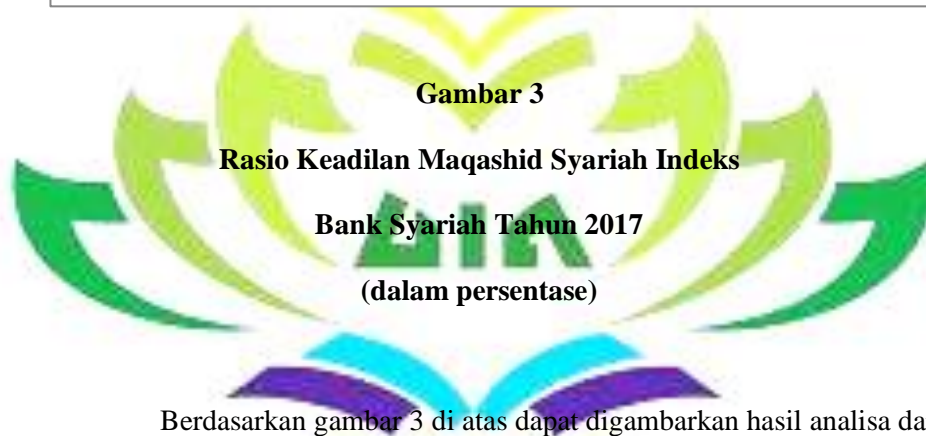 Gambar 3
Rasio Keadilan Maqashid Syariah Indeks
Bank Syariah Tahun 2017
(dalam persentase)
Berdasarkan gambar 3 di atas dapat digambarkan hasil analisa da